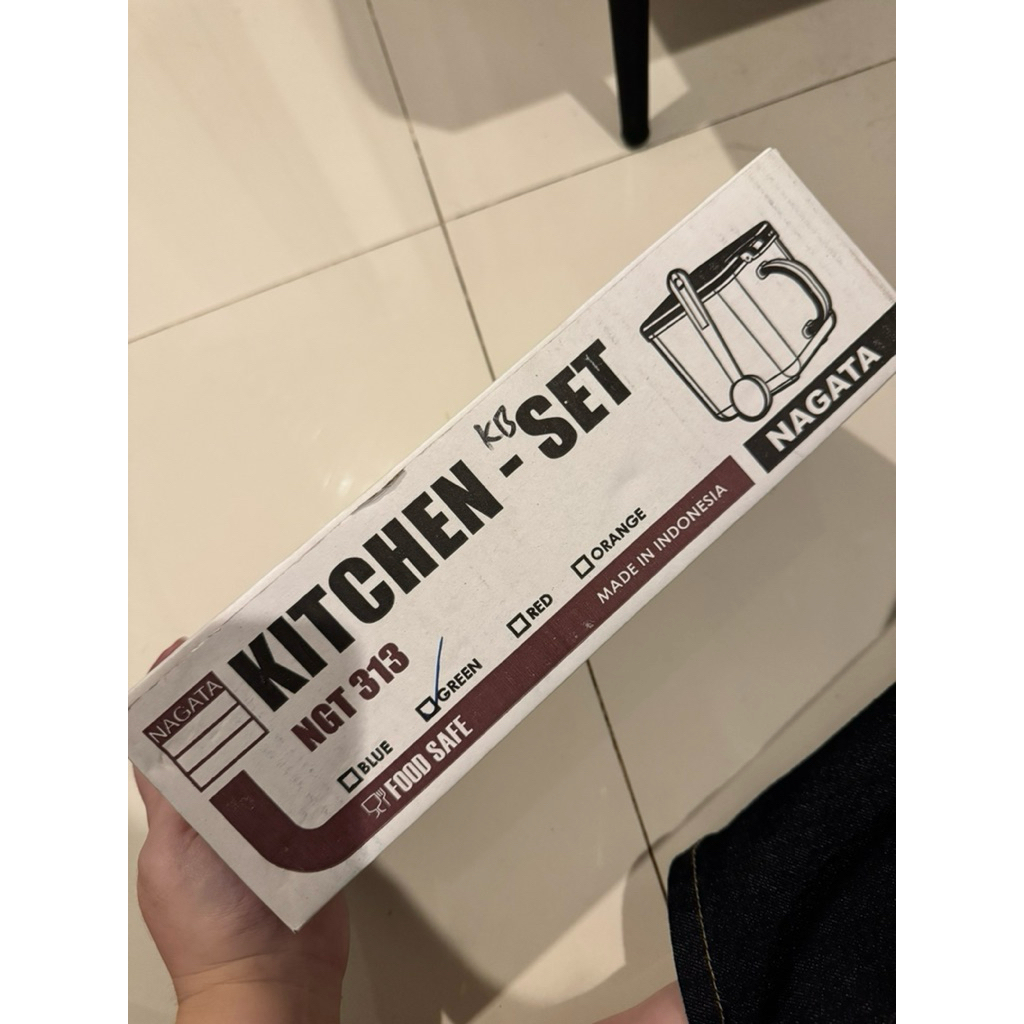 NAGATA
KITCHEN - SET
KB
NGT 313
BLUE
GREEN
RED
ORANGE
FOOD SAFE
MADE IN INDONESIA
NAGATA